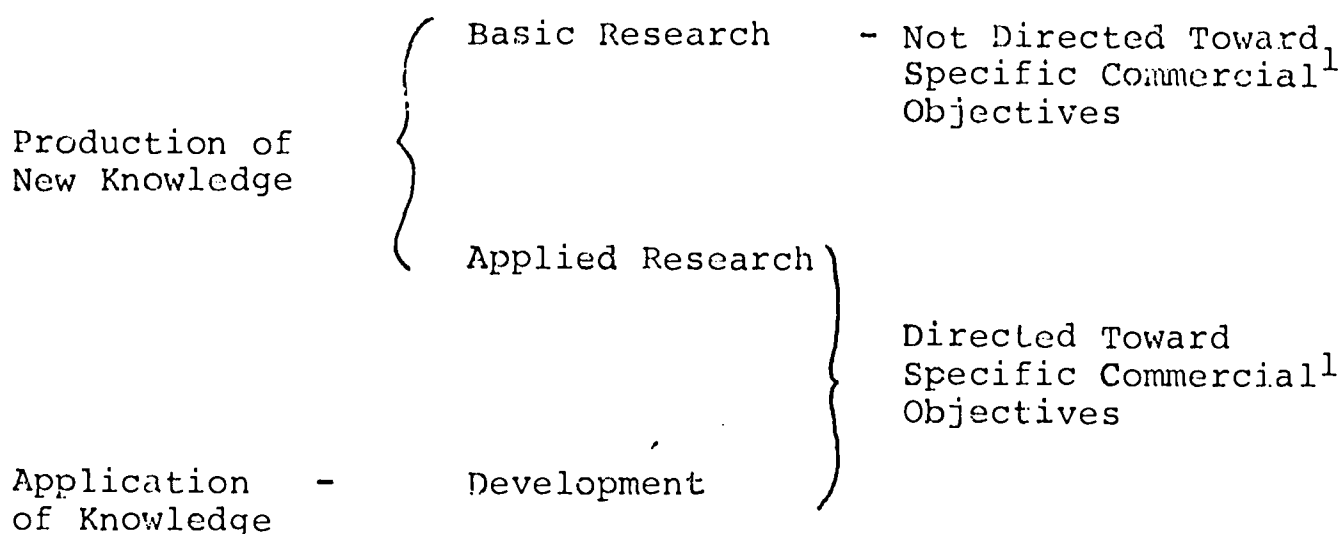 Basic Research - Not Directed Toward
Specific Commercial1
Objectives
Production of
New Knowledge
Applied Research
Directed Toward
Specific Commercial1
Objectives
Application - Development
of Knowledge